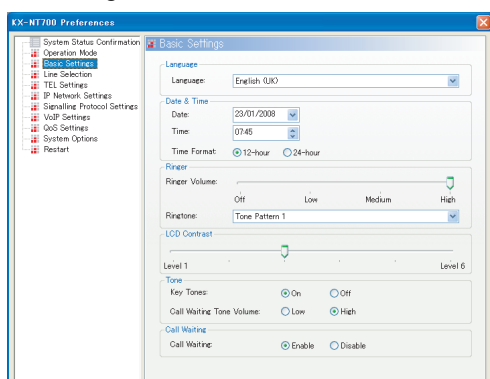 KX-NT700 Preferences
System Status Confirmation
Operation Mode
Basic Settings
Line Selection
TEL Settings
IP Network Settings
Signalling Protocol Settings
VoIP Settings
QoS Settings
System Options
Restart
Basic Settings
Language
Language: English (UK)
Date & Time
Date: 23/01/2008
Time: 07:45
Time Format: 12-hour 24-hour
Ringer
Ringer Volume:
Off Low Medium High
Ringtone: Tone Pattern 1
LCD Contrast
Level 1 Level 6
Tone
Key Tones: On Off
Call Waiting Tone Volume: Low High
Call Waiting
Call Waiting: Enable Disable